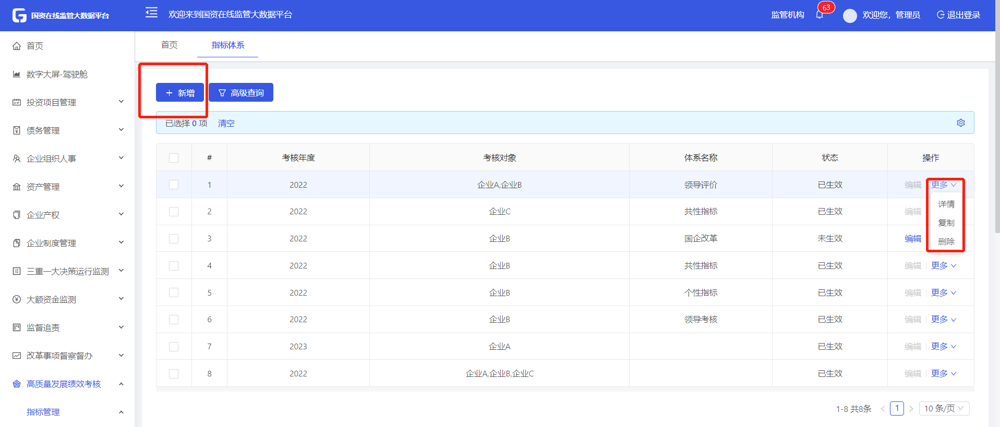 国资在线监管大数据平台
欢迎来到国资在线监管大数据平台
监管机构
63
欢迎您，管理员
退出登录
首页
数字大屏-驾驶舱
投资项目管理
债务管理
企业组织人事
资产管理
企业产权
企业制度管理
三重一大决策运行监测
大额资金监测
监督追责
改革事项督察督办
高质量发展绩效考核
指标管理
首页 指标体系
新增 高级查询
已选择 0 项 清空
# 考核年度 考核对象 体系名称 状态 操作
1 2022 企业A,企业B 领导评价 已生效 编辑 更多
2 2022 企业C 共性指标 已生效 编辑
3 2022 企业B 国企改革 未生效 编辑
详情
复制
删除
4 2022 企业B 共性指标 已生效 编辑 更多
5 2022 企业B 个性指标 已生效 编辑 更多
6 2022 企业B 领导考核 已生效 编辑 更多
7 2023 企业A 已生效 编辑 更多
8 2022 企业A,企业B,企业C 已生效 编辑 更多
1-8 共8条 < 1 > 10 条/页